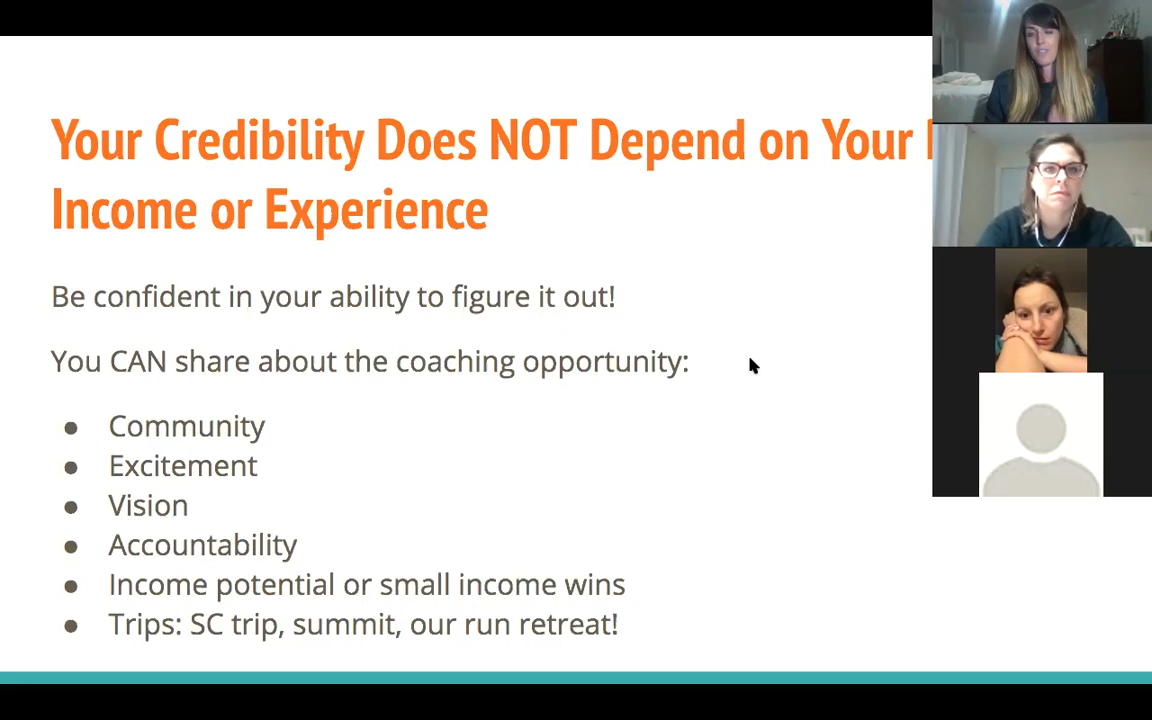 Your Credibility Does NOT Depend on Your
Income or Experience
Be confident in your ability to figure it out!
You CAN share about the coaching opportunity:
● Community
● Excitement
● Vision
● Accountability
● Income potential or small income wins
● Trips: SC trip, summit, our run retreat!